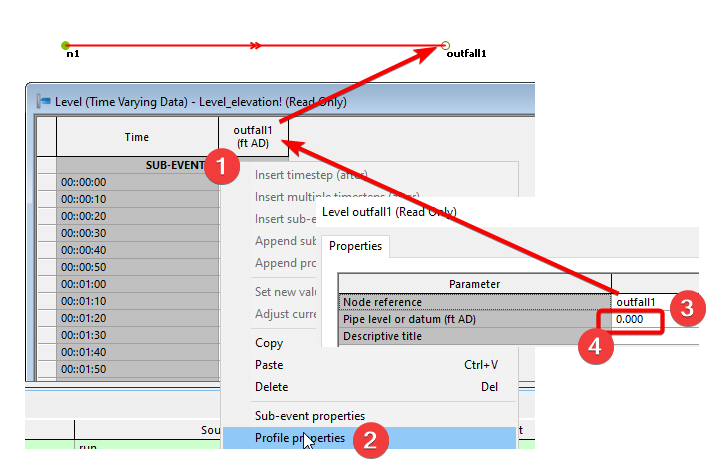 n1
outfall1
Level (Time Varying Data) - Level_elevation! (Read Only)
Time
outfall1
(ft AD)
SUB-EVENT
1
00::00:00
00::00:10
00::00:20
00::00:30
00::00:40
00::00:50
00::01:00
00::01:10
00::01:20
00::01:30
00::01:40
00::01:50
Insert timestep (after)
Insert multiple timesteps (after)
Insert sub-e
Append sub
Append pro
Set new valu
Adjust curre
Copy
Paste Ctrl+V
Delete Del
Sub-event properties
Profile properties
2
Level outfall1 (Read Only)
Properties
Parameter
Node reference outfall1
3
Pipe level or datum (ft AD) 0.000
Descriptive title
4
Sou
t
run